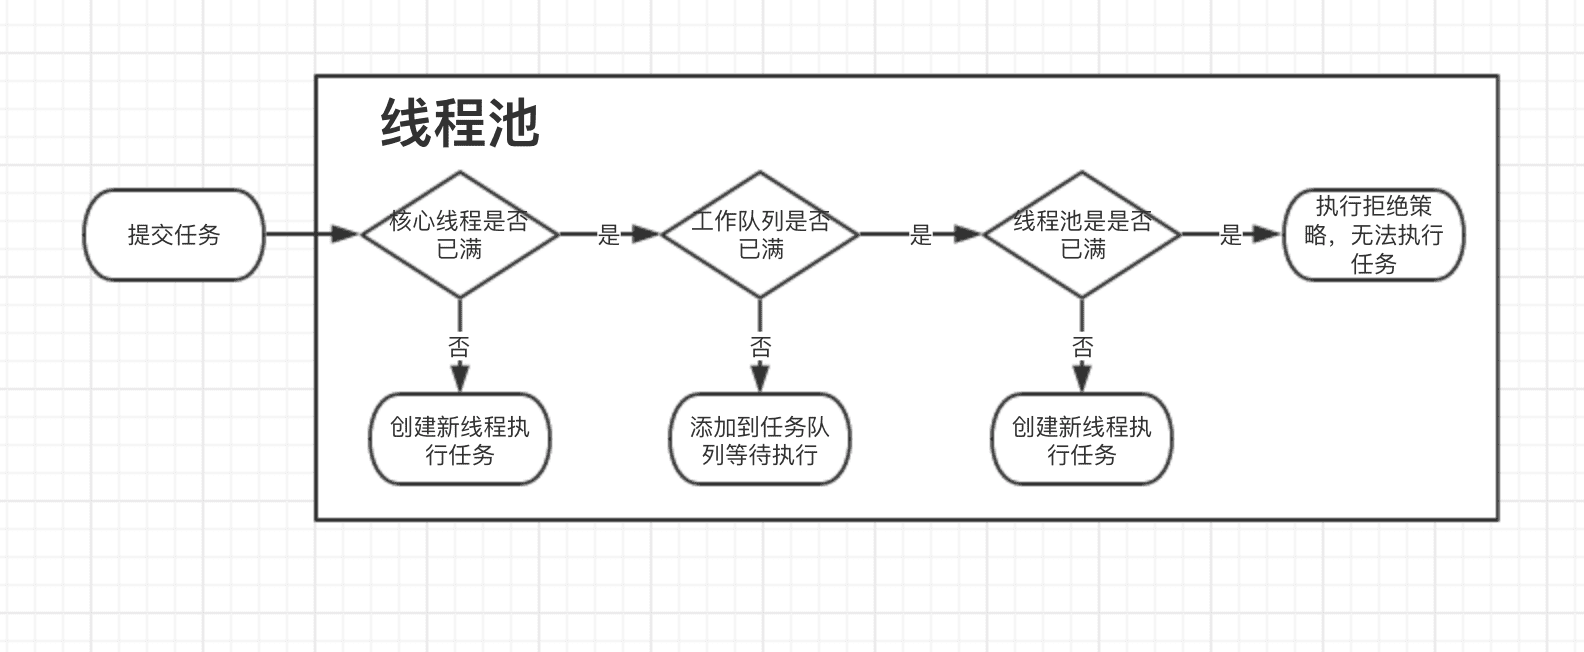 线程池
提交任务
核心线程是否
已满
是
工作队列是否
已满
是
线程池是是否
已满
是
执行拒绝策
略，无法执行
任务
否
否
否
创建新线程执
行任务
添加到任务队
列等待执行
创建新线程执
行任务